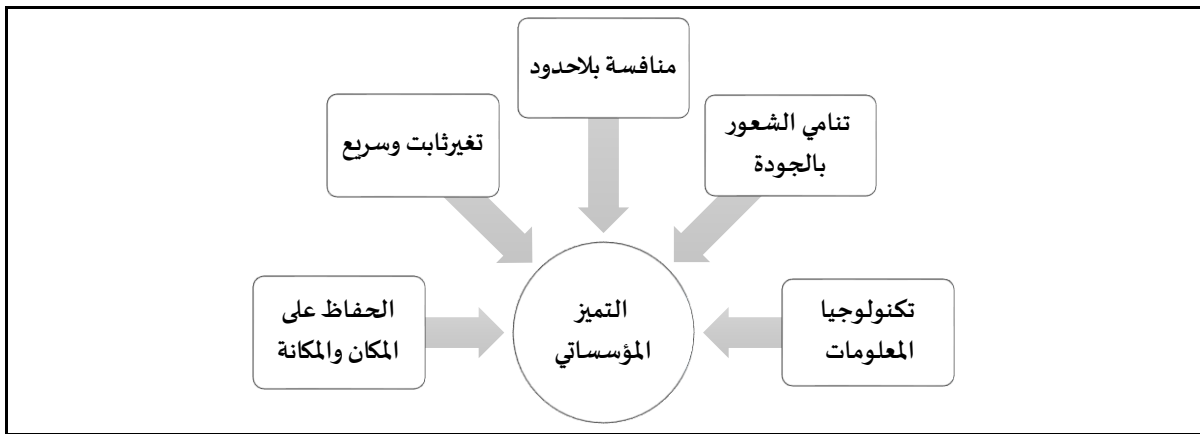 منافسة بلاحدود
تنامي الشعور
بالجودة
تغيرثابت وسريع
تكنولوجيا
المعلومات
التميز
المؤسساتي
الحفاظ على
المكان والمكانة